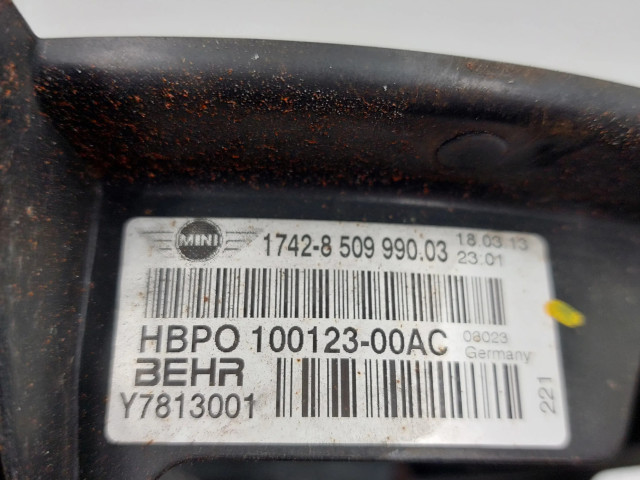 MINI 1742-8 509 990.03 18.03.13
23:01
HBPO 100123-00AC 08023
Germany
BEHR
Y7813001
221